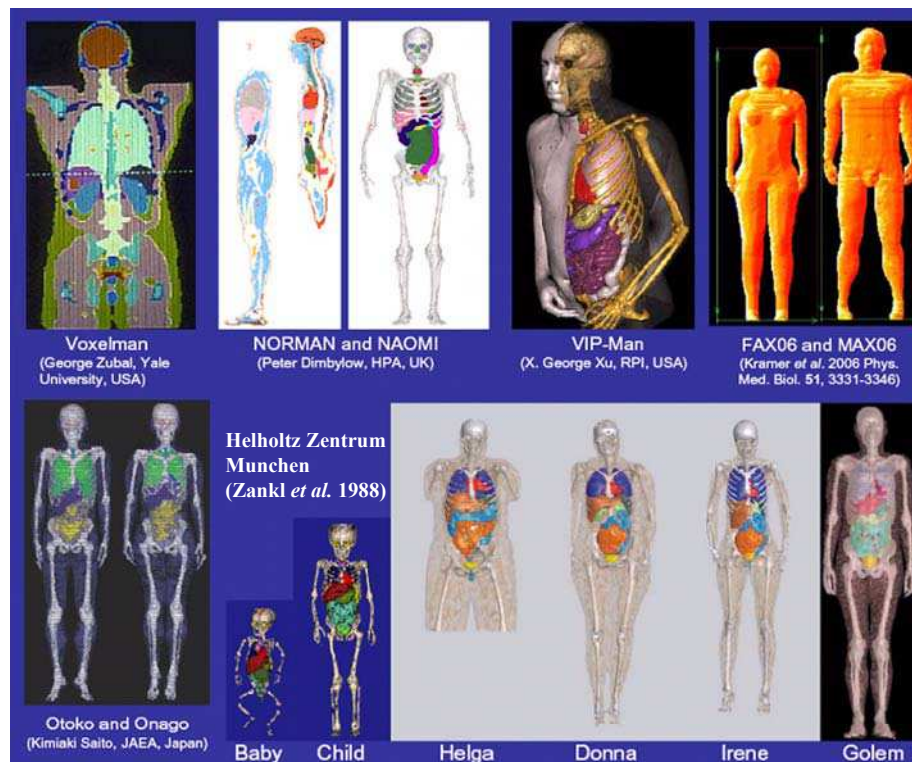 Voxelman
(George Zubal, Yale
University, USA)
NORMAN and NAOMI
(Peter Dimbylow, HPA, UK)
VIP-Man
(X. George Xu, RPI, USA)
FAX06 and MAX06
(Kramer et al. 2006 Phys.
Med. Biol. 51, 3331-3346)
Helholtz Zentrum
Munchen
(Zankl et al. 1988)
Otoko and Onago
(Kimiaki Saito, JAEA, Japan)
Baby
Child
Helga
Donna
Irene
Golem